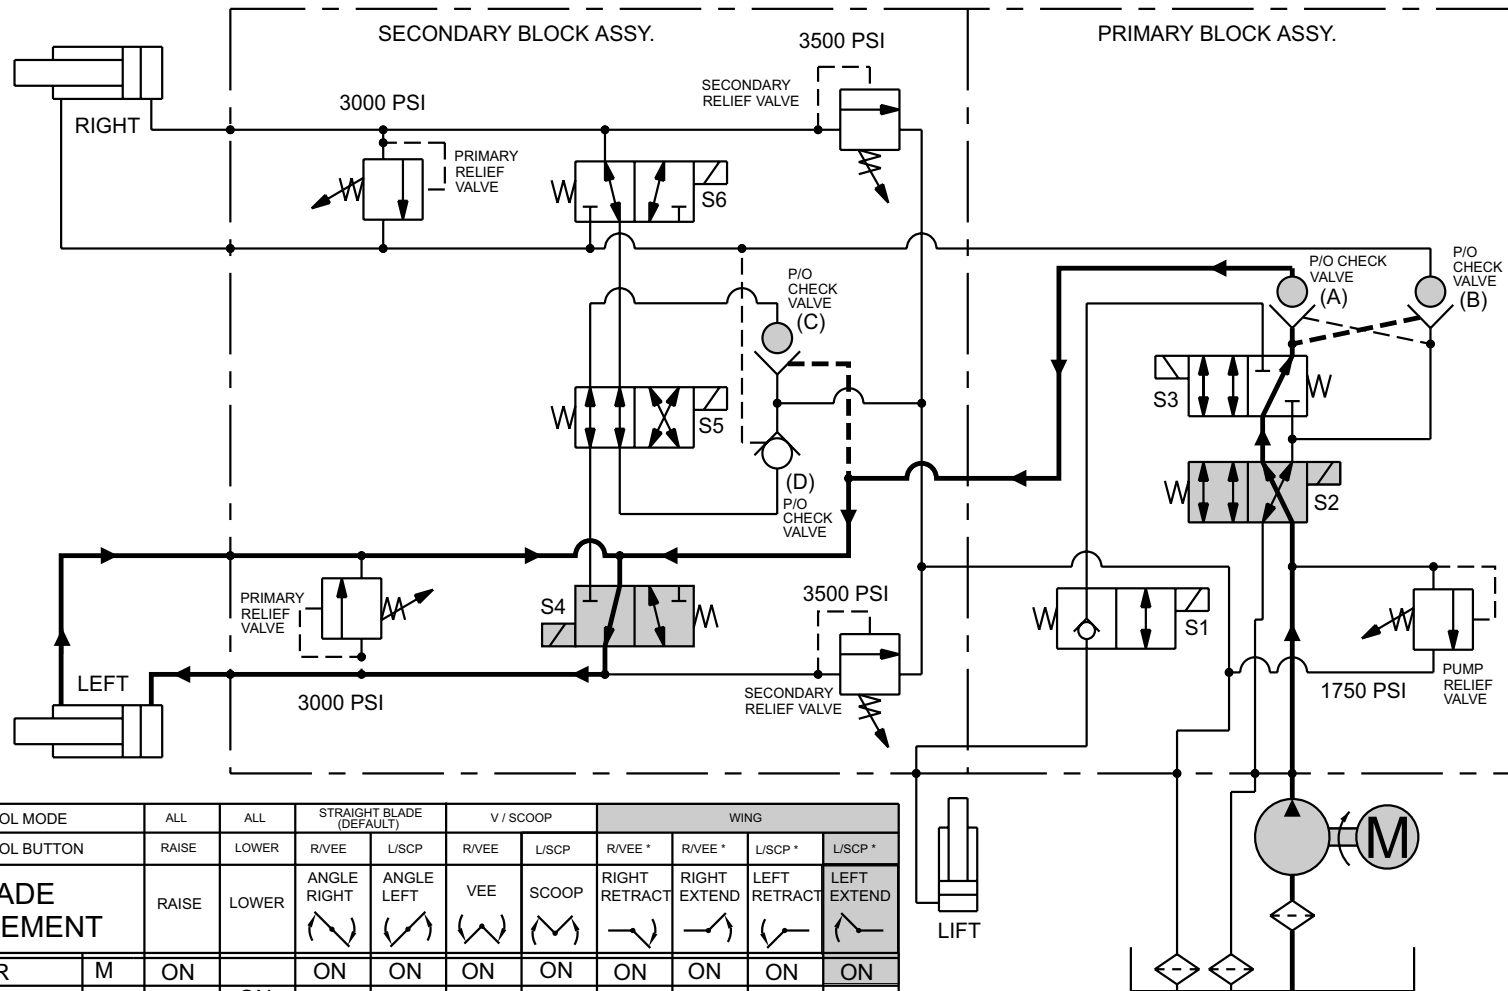 SECONDARY BLOCK ASSY.
PRIMARY BLOCK ASSY.
3500 PSI
SECONDARY
RELIEF VALVE
3000 PSI
RIGHT
PRIMARY
RELIEF
VALVE
S6
P/O
CHECK
VALVE
(C)
P/O CHECK
VALVE
(A)
P/O
CHECK
VALVE
(B)
S3
S5
S2
(D)
P/O
CHECK
VALVE
PRIMARY
RELIEF
VALVE
S4
3500 PSI
S1
LEFT
3000 PSI
SECONDARY
RELIEF VALVE
1750 PSI
PUMP
RELIEF
VALVE
M
LIFT
OL MODE ALL ALL STRAIGHT BLADE (DEFAULT) V / SCOOP WING
OL BUTTON RAISE LOWER R/VEE L/SCP R/VEE L/SCP R/VEE * R/VEE * L/SCP * L/SCP *
ADE
EMENT
RAISE LOWER
ANGLE
RIGHT
ANGLE
LEFT
VEE
SCOOP
RIGHT
RETRACT
RIGHT
EXTEND
LEFT
RETRACT
LEFT
EXTEND
R M ON ON ON ON ON ON ON ON ON